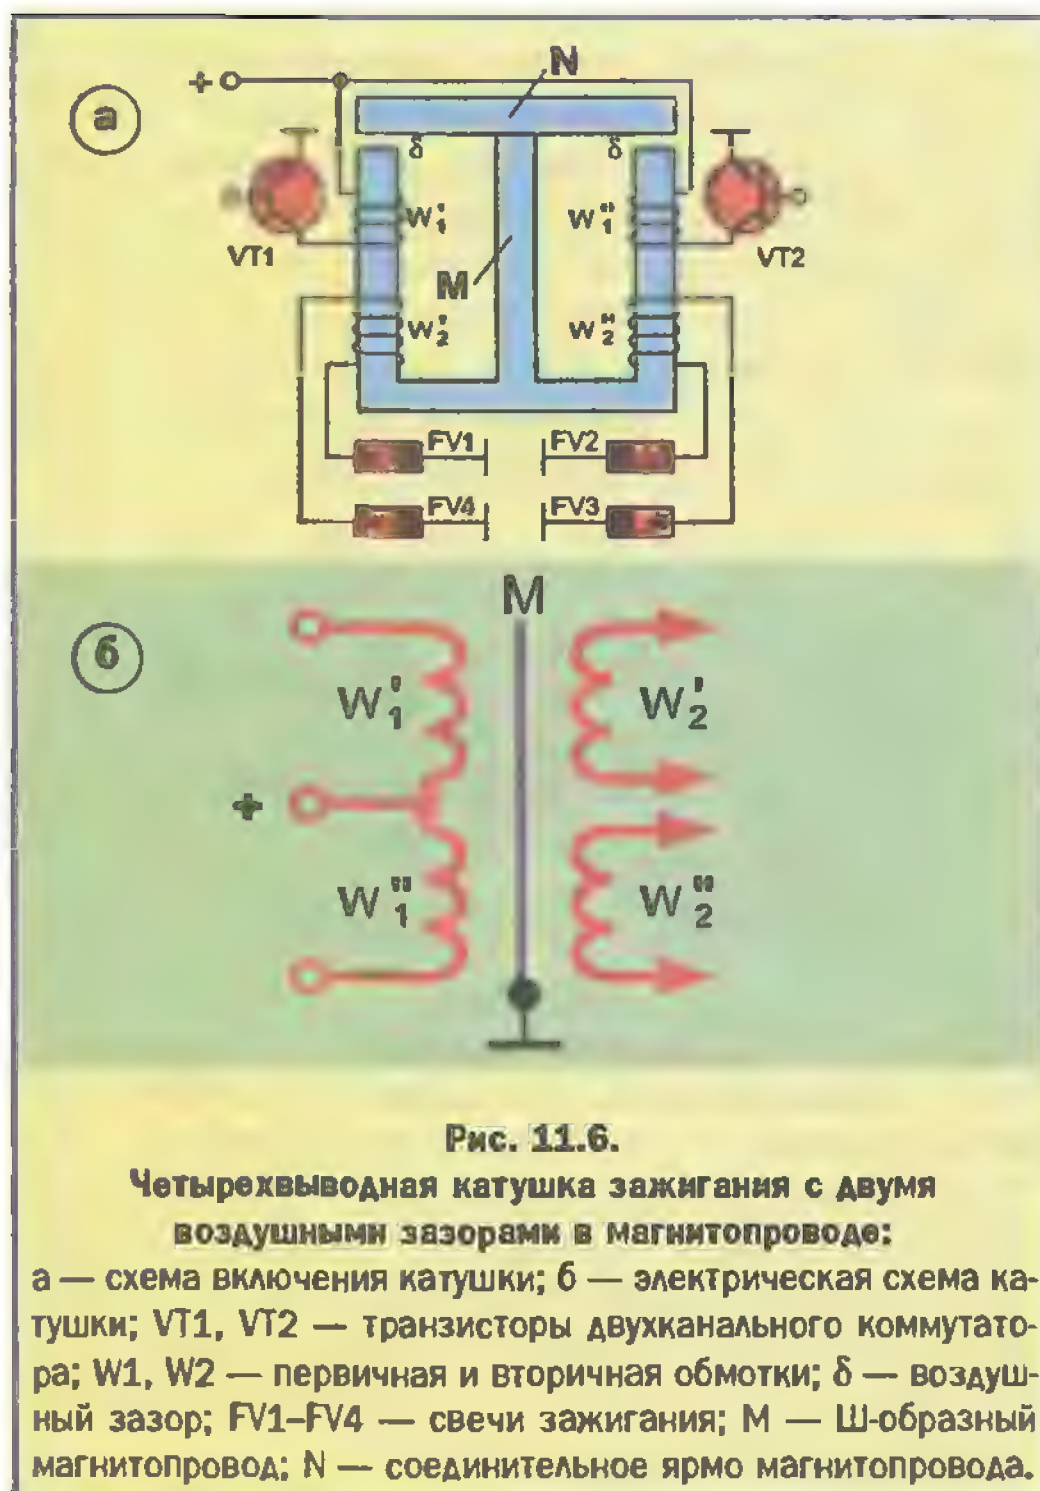 а
+
N
δ
δ
W'1
W"1
VT1
VT2
M
W'2
W"2
FV1
FV2
FV4
FV3
б
M
W'1
W'2
+
W"1
W"2
Рис. 11.6.
Четырехвыводная катушка зажигания с двумя
воздушными зазорами в магнитопроводе:
а — схема включения катушки; б — электрическая схема ка-
тушки; VT1, VT2 — транзисторы двухканального коммутато-
ра; W1, W2 — первичная и вторичная обмотки; δ — воздуш-
ный зазор; FV1–FV4 — свечи зажигания; М — Ш-образный
магнитопровод; N — соединительное ярмо магнитопровода.